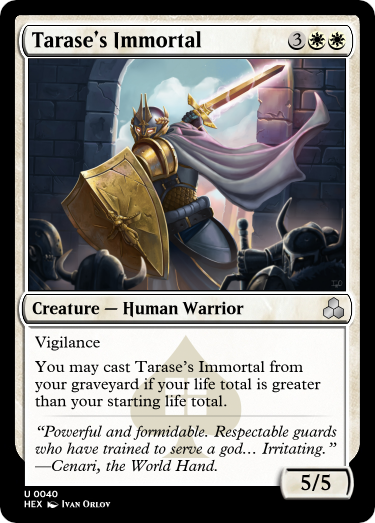 Tarase's Immortal 3
Creature — Human Warrior
Vigilance
You may cast Tarase's Immortal from
your graveyard if your life total is greater
than your starting life total.
“Powerful and formidable. Respectable guards
who have trained to serve a god… Irritating.”
—Cenari, the World Hand.
5/5
U 0040
HEX Ivan Orlov